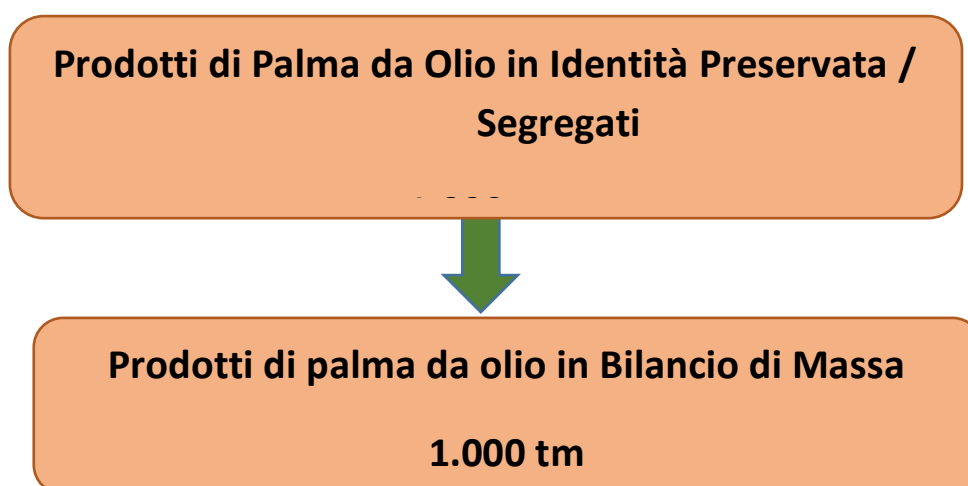 Prodotti di Palma da Olio in Identità Preservata /
Segregati
Prodotti di palma da olio in Bilancio di Massa
1.000 tm